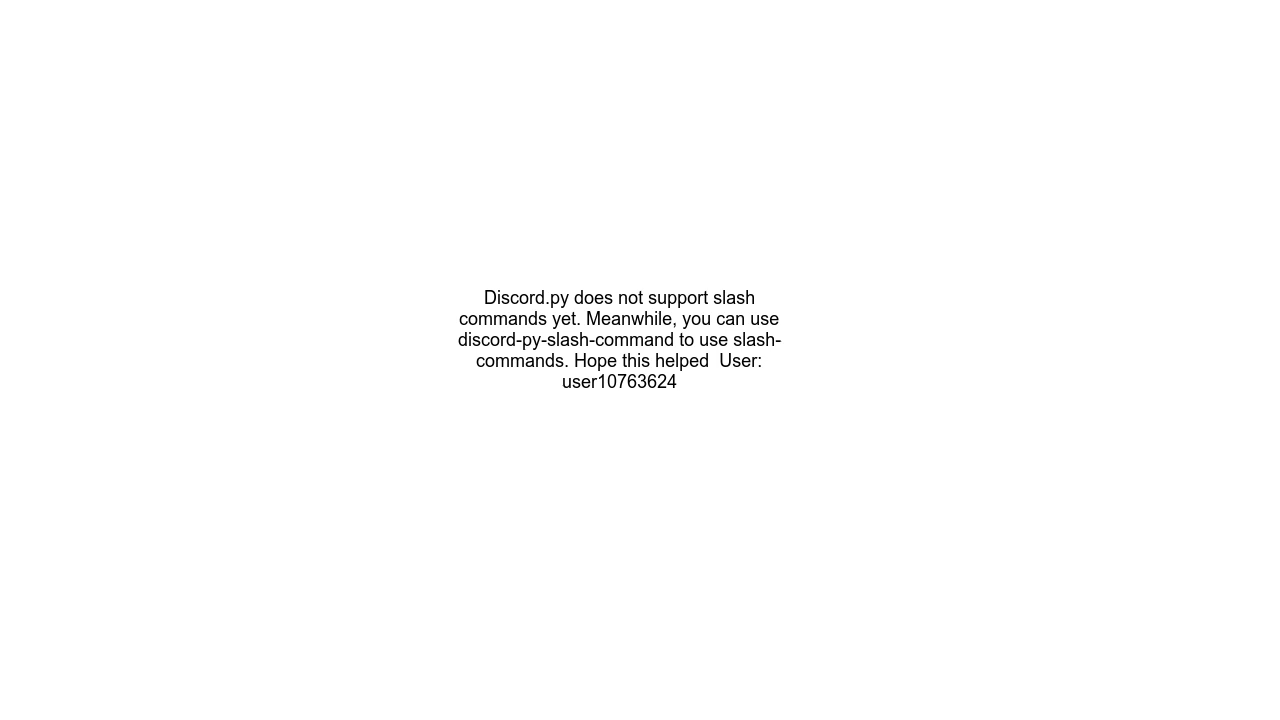 Discord.py does not support slash
commands yet. Meanwhile, you can use
discord-py-slash-command to use slash-
commands. Hope this helped  User:
user10763624